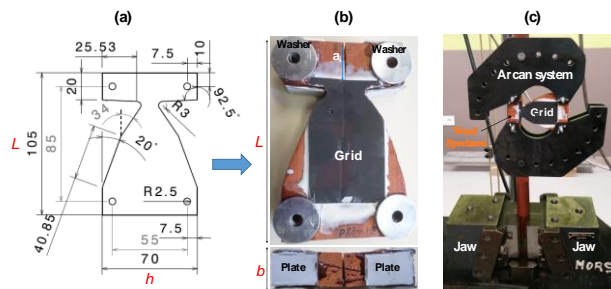 (a)
(b)
(c)
25.53
7.5
10
20
92.5°
34
R3
20°
L
105
85
40.85
R2.5
7.5
55
70
h
Washer
Washer
a
L
Grid
b
Plate
Plate
Arcan system
Grid
Wood
Specimen
Jaw
Jaw
MORS